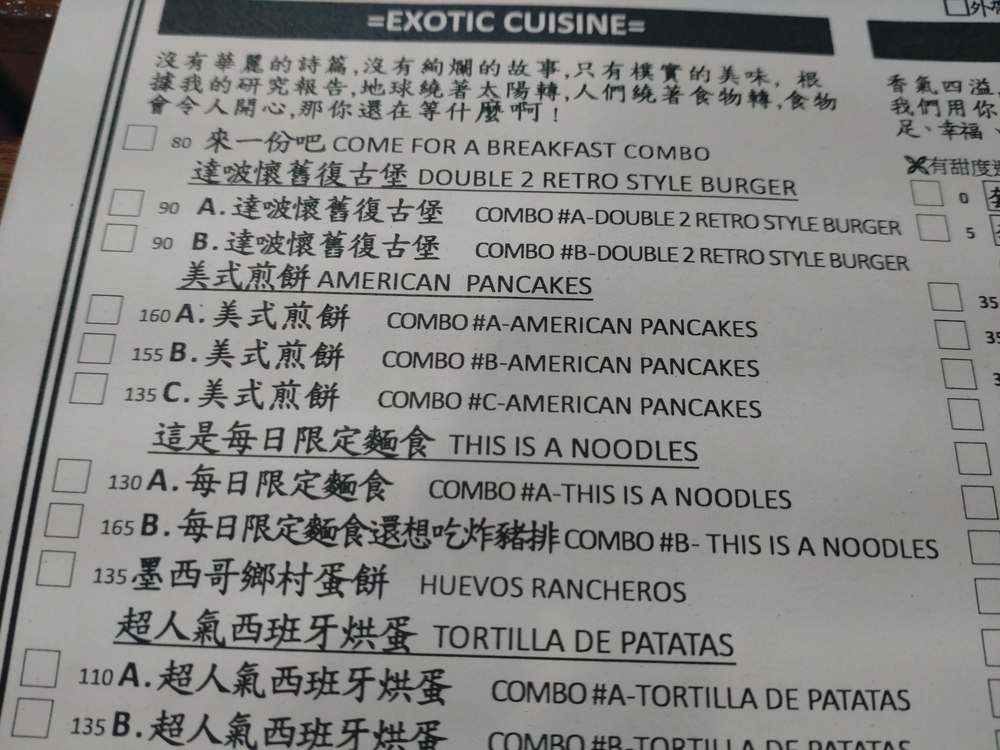 =EXOTIC CUISINE=
沒有華麗的詩篇,沒有絢爛的故事,只有樸實的美味, 根
據我的研究報告,地球繞著太陽轉,人們繞著食物轉,食物
會令人開心,那你還在等什麼啊!
80 來一份吧 COME FOR A BREAKFAST COMBO
達啵懷舊復古堡 DOUBLE 2 RETRO STYLE BURGER
90 A.達啵懷舊復古堡 COMBO #A-DOUBLE 2 RETRO STYLE BURGER
90 B.達啵懷舊復古堡 COMBO #B-DOUBLE 2 RETRO STYLE BURGER
美式煎餅 AMERICAN PANCAKES
160 A.美式煎餅 COMBO #A-AMERICAN PANCAKES
155 B.美式煎餅 COMBO #B-AMERICAN PANCAKES
135 C.美式煎餅 COMBO #C-AMERICAN PANCAKES
這是每日限定麵食 THIS IS A NOODLES
130 A.每日限定麵食 COMBO #A-THIS IS A NOODLES
165 B.每日限定麵食還想吃炸豬排 COMBO #B- THIS IS A NOODLES
135 墨西哥鄉村蛋餅 HUEVOS RANCHEROS
超人氣西班牙烘蛋 TORTILLA DE PATATAS
110 A.超人氣西班牙烘蛋 COMBO #A-TORTILLA DE PATATAS
135 B.超人氣西班牙烘蛋 COMBO #B-TORTILLA DE PATATAS
香氣四溢
我們用你
足、幸福、
有甜度
0
5
35